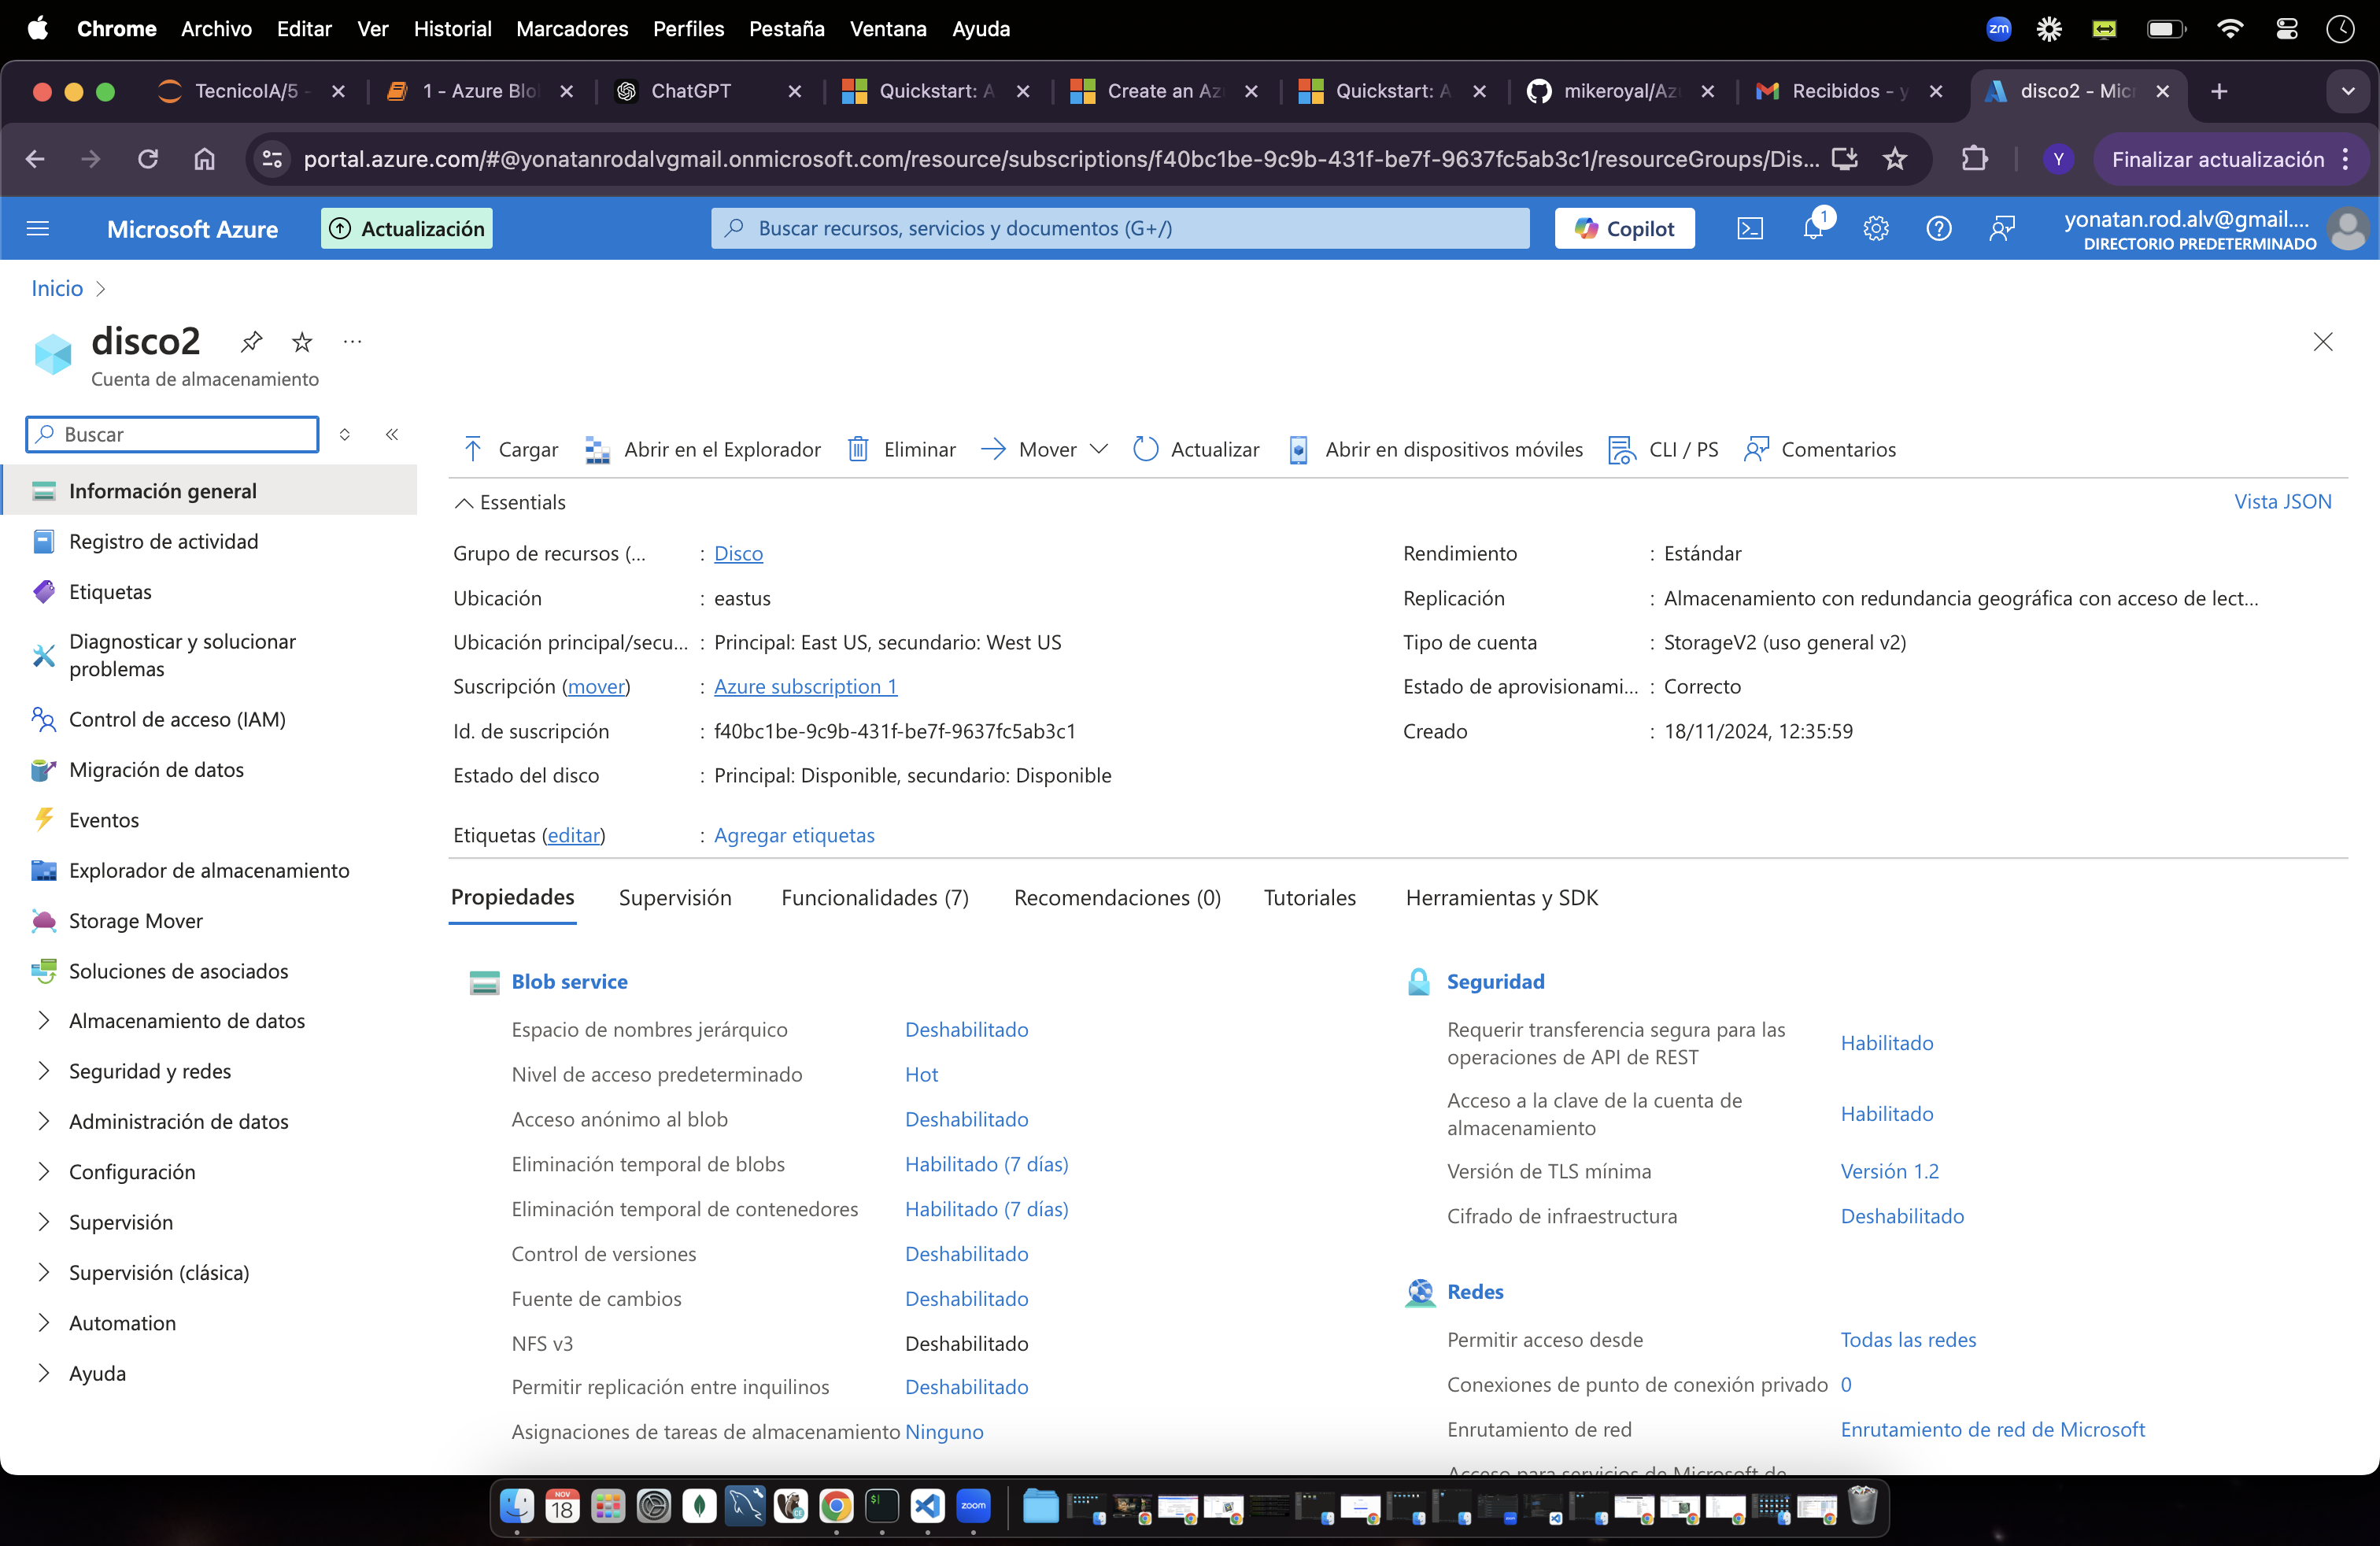 Chrome Archivo Editar Ver Historial Marcadores Perfiles Pestaña Ventana Ayuda
zm
TecnicoIA/5 - 1 - Azure Blo ChatGPT Quickstart: A Create an Az Quickstart: A mikeroyal/Az Recibidos - y disco2 - Mic
portal.azure.com/#@yonatanrodalvgmail.onmicrosoft.com/resource/subscriptions/f40bc1be-9c9b-431f-be7f-9637fc5ab3c1/resourceGroups/Dis... Y Finalizar actualización
Microsoft Azure Actualización Buscar recursos, servicios y documentos (G+/) Copilot 1 yonatan.rod.alv@gmail....
DIRECTORIO PREDETERMINADO
Inicio >
disco2 ...
Cuenta de almacenamiento
Buscar
Información general
Registro de actividad
Etiquetas
Diagnosticar y solucionar
problemas
Control de acceso (IAM)
Migración de datos
Eventos
Explorador de almacenamiento
Storage Mover
Soluciones de asociados
Almacenamiento de datos
Seguridad y redes
Administración de datos
Configuración
Supervisión
Supervisión (clásica)
Automation
Ayuda
Cargar Abrir en el Explorador Eliminar Mover Actualizar Abrir en dispositivos móviles CLI / PS Comentarios
Essentials Vista JSON
Grupo de recursos (... : Disco
Ubicación : eastus
Ubicación principal/secu... : Principal: East US, secundario: West US
Suscripción (mover) : Azure subscription 1
Id. de suscripción : f40bc1be-9c9b-431f-be7f-9637fc5ab3c1
Estado del disco : Principal: Disponible, secundario: Disponible
Etiquetas (editar) : Agregar etiquetas
Rendimiento : Estándar
Replicación : Almacenamiento con redundancia geográfica con acceso de lect...
Tipo de cuenta : StorageV2 (uso general v2)
Estado de aprovisionami... : Correcto
Creado : 18/11/2024, 12:35:59
Propiedades Supervisión Funcionalidades (7) Recomendaciones (0) Tutoriales Herramientas y SDK
Blob service
Espacio de nombres jerárquico Deshabilitado
Nivel de acceso predeterminado Hot
Acceso anónimo al blob Deshabilitado
Eliminación temporal de blobs Habilitado (7 días)
Eliminación temporal de contenedores Habilitado (7 días)
Control de versiones Deshabilitado
Fuente de cambios Deshabilitado
NFS v3 Deshabilitado
Permitir replicación entre inquilinos Deshabilitado
Asignaciones de tareas de almacenamiento Ninguno
Seguridad
Requerir transferencia segura para las
operaciones de API de REST Habilitado
Acceso a la clave de la cuenta de
almacenamiento Habilitado
Versión de TLS mínima Versión 1.2
Cifrado de infraestructura Deshabilitado
Redes
Permitir acceso desde Todas las redes
Conexiones de punto de conexión privado 0
Enrutamiento de red Enrutamiento de red de Microsoft
Acceso para servicios de Microsoft de
NOV
18
zoom